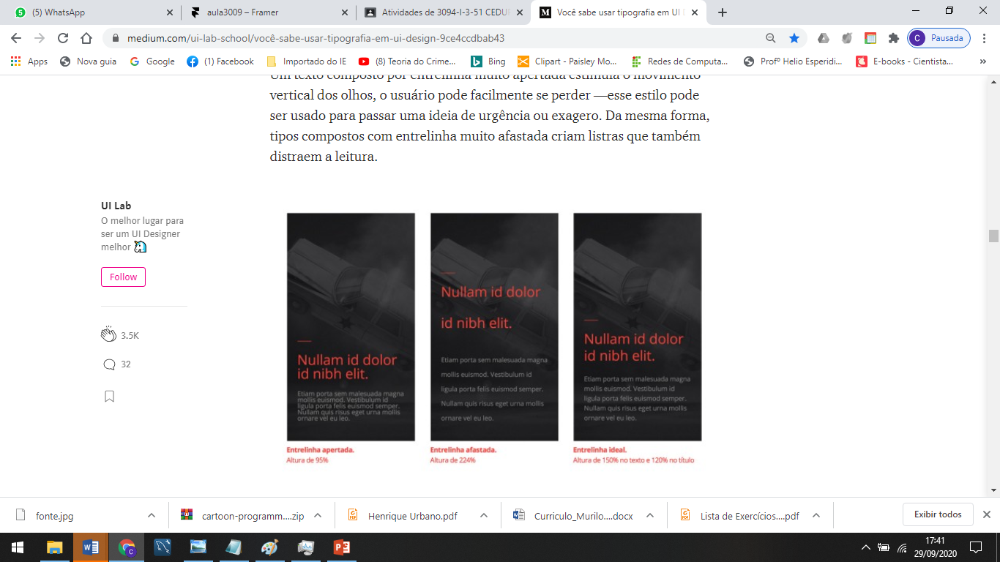 (5) WhatsApp
aula3009 – Framer
Atividades de 3094-I-3-51 CEDU
Você sabe usar tipografia em UI
medium.com/ui-lab-school/você-sabe-usar-tipografia-em-ui-design-9ce4ccdbab43
C Pausada
Apps
Nova guia
Google
(1) Facebook
Importado do IE
(8) Teoria do Crime...
Bing
Clipart - Paisley Mo...
Redes de Computa...
Profº Helio Esperidi...
E-books - Cientista...
»
Um texto composto por entrelinha muito apertada estimula o movimento
vertical dos olhos, o usuário pode facilmente se perder —esse estilo pode
ser usado para passar uma ideia de urgência ou exagero. Da mesma forma,
tipos compostos com entrelinha muito afastada criam listras que também
distraem a leitura.
UI Lab
O melhor lugar para
ser um UI Designer
melhor
Follow
3.5K
32
Nullam id dolor
id nibh elit.
Etiam porta sem malesuada magna
mollis euismod. Vestibulum id
ligula porta felis euismod semper.
Nullam quis risus eget urna mollis
ornare vel eu leo.
Entrelinha apertada.
Altura de 95%
Nullam id dolor
id nibh elit.
Etiam porta sem malesuada magna
mollis euismod. Vestibulum id
ligula porta felis euismod semper.
Nullam quis risus eget urna mollis
ornare vel eu leo.
Entrelinha afastada.
Altura de 224%
Nullam id dolor
id nibh elit.
Etiam porta sem malesuada magna
mollis euismod. Vestibulum id
ligula porta felis euismod semper.
Nullam quis risus eget urna mollis
ornare vel eu leo.
Entrelinha ideal.
Altura de 150% no texto e 120% no título
fonte.jpg
cartoon-programm....zip
Henrique Urbano.pdf
Curriculo_Murilo....docx
Lista de Exercícios....pdf
Exibir todos
17:41
29/09/2020